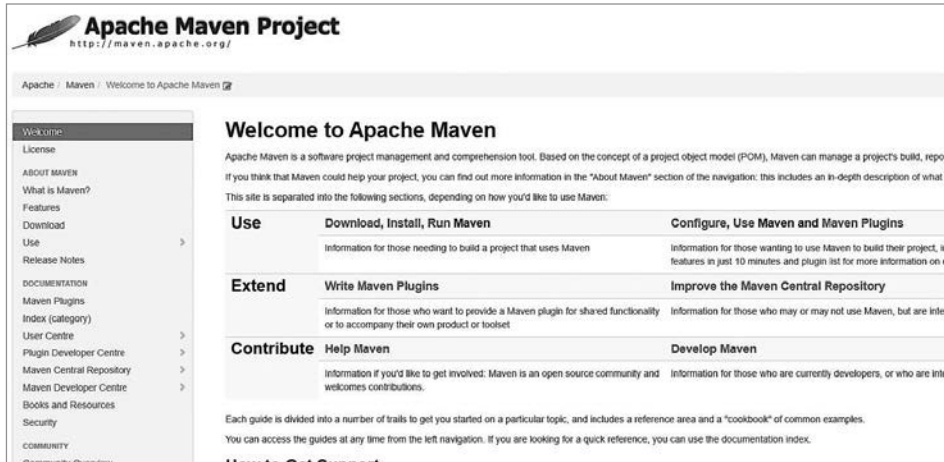 Apache Maven Project
http://maven.apache.org/
Apache / Maven / Welcome to Apache Maven
Welcome
License
ABOUT MAVEN
What is Maven?
Features
Download
Use >
Release Notes
DOCUMENTATION
Maven Plugins
Index (category)
User Centre >
Plugin Developer Centre >
Maven Central Repository >
Maven Developer Centre >
Books and Resources
Security
COMMUNITY
Community Overview
Welcome to Apache Maven
Apache Maven is a software project management and comprehension tool. Based on the concept of a project object model (POM), Maven can manage a project's build, repo
If you think that Maven could help your project, you can find out more information in the "About Maven" section of the navigation: this includes an in-depth description of what
This site is separated into the following sections, depending on how you'd like to use Maven:
Use
Download, Install, Run Maven
Configure, Use Maven and Maven Plugins
Information for those needing to build a project that uses Maven
Information for those wanting to use Maven to build their project, i
features in just 10 minutes and plugin list for more information on
Extend
Write Maven Plugins
Improve the Maven Central Repository
Information for those who want to provide a Maven plugin for shared functionality
or to accompany their own product or toolset
Information for those who may or may not use Maven, but are inte
Contribute
Help Maven
Develop Maven
Information if you'd like to get involved: Maven is an open source community and
welcomes contributions.
Information for those who are currently developers, or who are inte
Each guide is divided into a number of trails to get you started on a particular topic, and includes a reference area and a "cookbook" of common examples.
You can access the guides at any time from the left navigation. If you are looking for a quick reference, you can use the documentation index.
How to Get Support